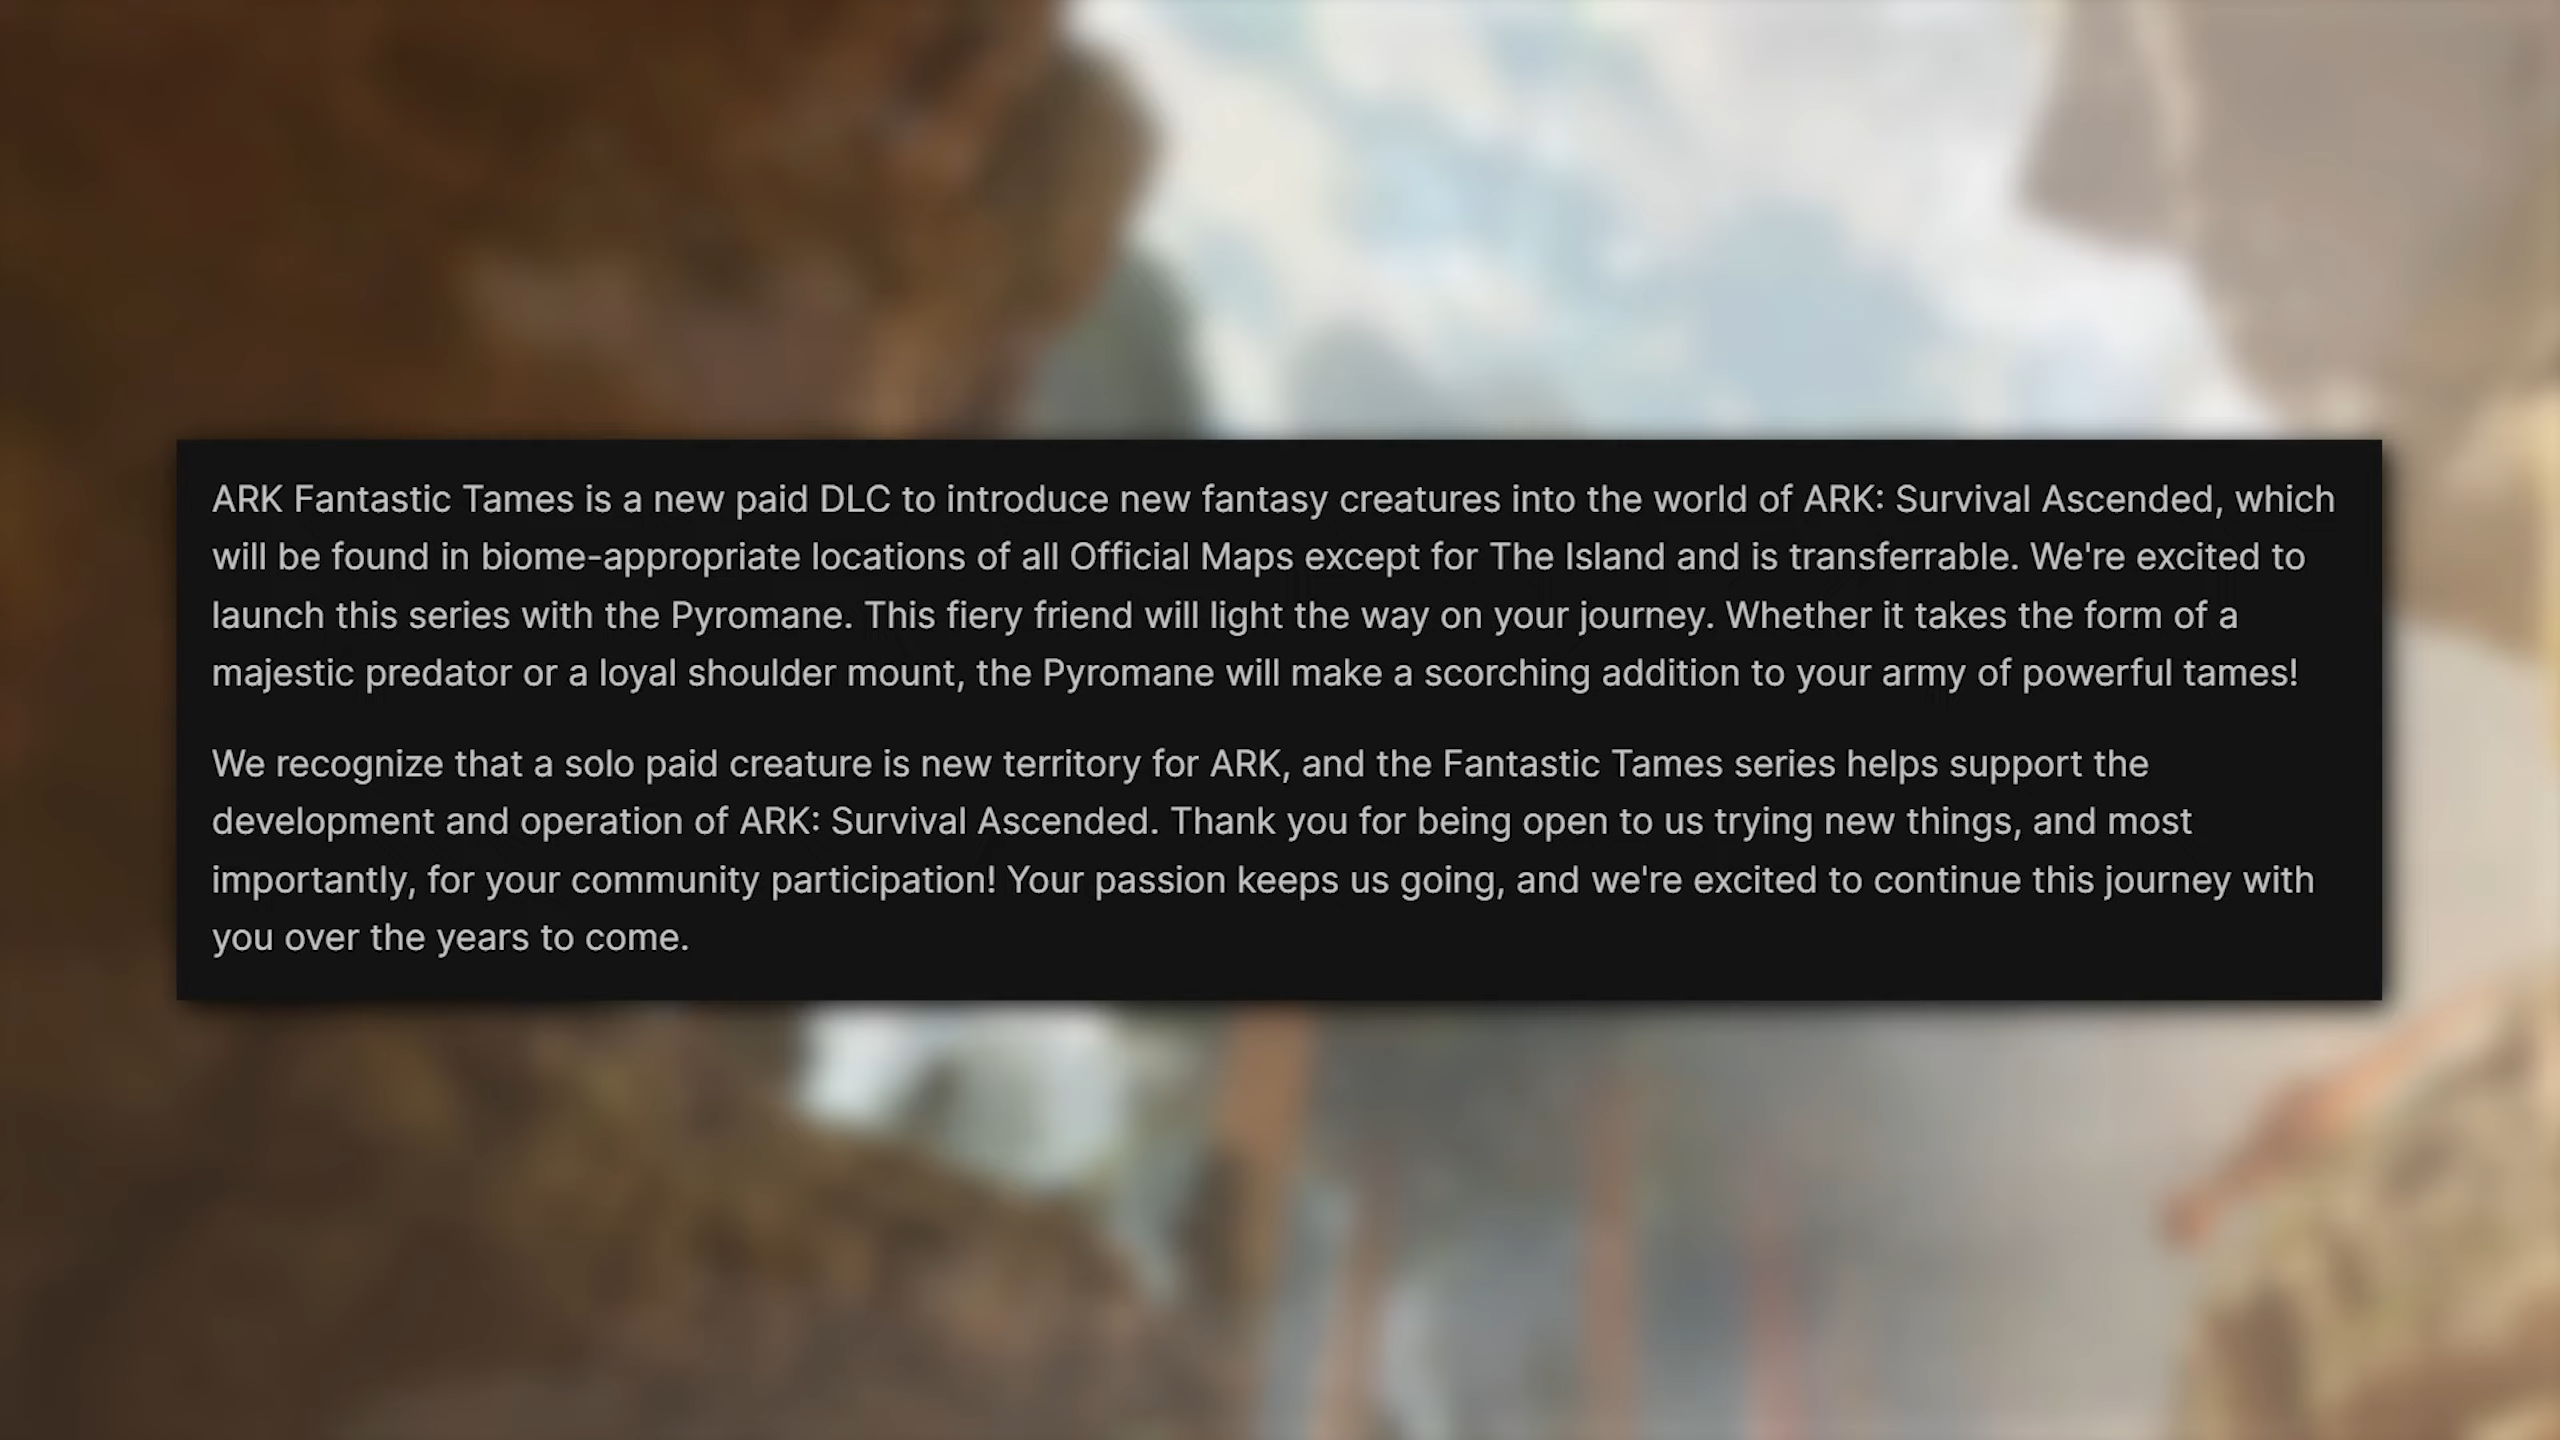 ARK Fantastic Tames is a new paid DLC to introduce new fantasy creatures into the world of ARK: Survival Ascended, which
will be found in biome-appropriate locations of all Official Maps except for The Island and is transferrable. We're excited to
launch this series with the Pyromane. This fiery friend will light the way on your journey. Whether it takes the form of a
majestic predator or a loyal shoulder mount, the Pyromane will make a scorching addition to your army of powerful tames!
We recognize that a solo paid creature is new territory for ARK, and the Fantastic Tames series helps support the
development and operation of ARK: Survival Ascended. Thank you for being open to us trying new things, and most
importantly, for your community participation! Your passion keeps us going, and we're excited to continue this journey with
you over the years to come.